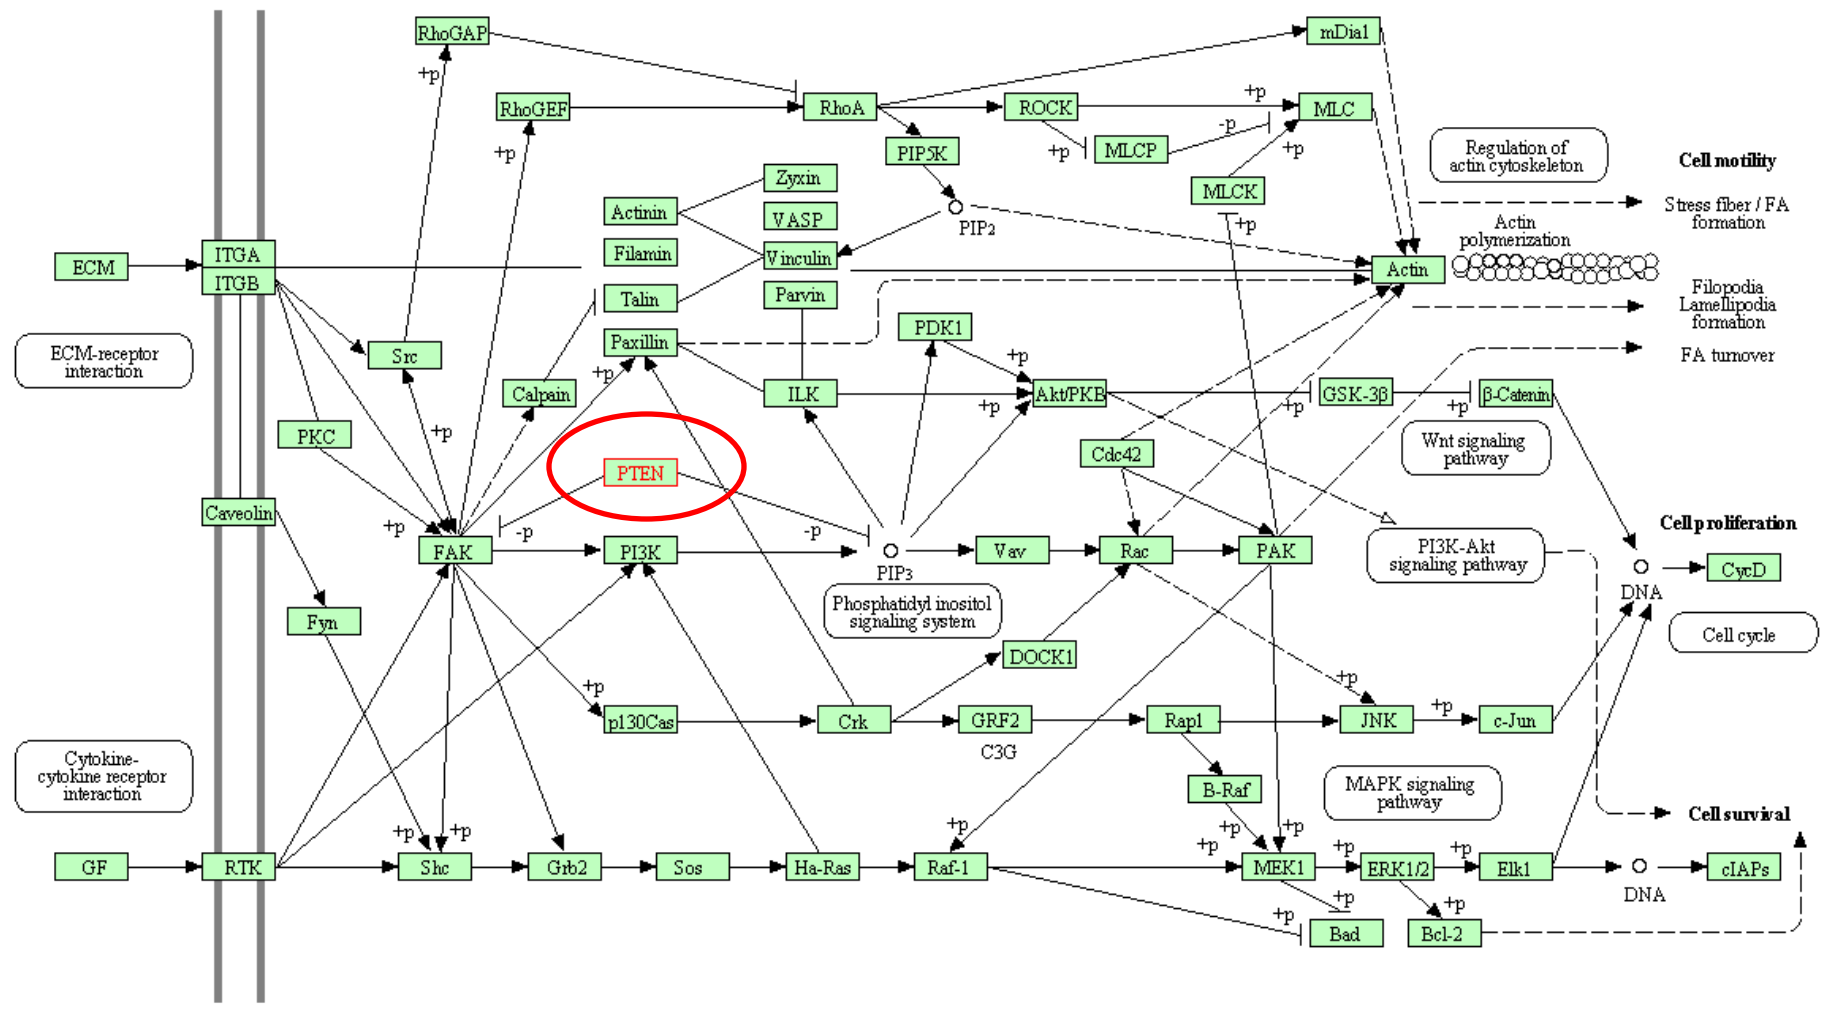 RhoGAP
mDia1
+p
RhoGEF
RhoA
ROCK
+p
MLC
-p
+p
PIP5K
+p
MLCP
+p
Regulation of
actin cytoskeleton
Cell motility
Zyxin
MLCK
Actinin
VASP
PIP2
+p
Stress fiber / FA
formation
Actin
polymerization
ITGA
ECM
ITGB
Filamin
Vinculin
Actin
Talin
Parvin
Filopodia
Lamellipodia
formation
PDK1
Paxillin
ECM-receptor
interaction
Src
+p
+p
FA turnover
Calpain
ILK
+p
Akt/PKB
+p
GSK-3β
+p
β-Catenin
PKC
+p
Cdc42
Wnt signaling
pathway
PTEN
Caveolin
+p
-p
-p
Cell proliferation
FAK
PI3K
PIP3
Vav
Rac
PAK
PI3K-Akt
signaling pathway
CycD
DNA
Phosphatidyl inositol
signaling system
Fyn
Cell cycle
DOCK1
+p
+p
p130Cas
Crk
GRF2
Rap1
JNK
+p
c-Jun
C3G
Cytokine-
cytokine receptor
interaction
B-Raf
MAPK signaling
pathway
Cell survival
+p
+p
+p
+p
+p
+p
+p
+p
GF
RTK
Shc
Grb2
Sos
Ha-Ras
Raf-1
MEK1
ERK1/2
Elk1
cIAPs
DNA
+p
+p
+p
Bad
Bcl-2